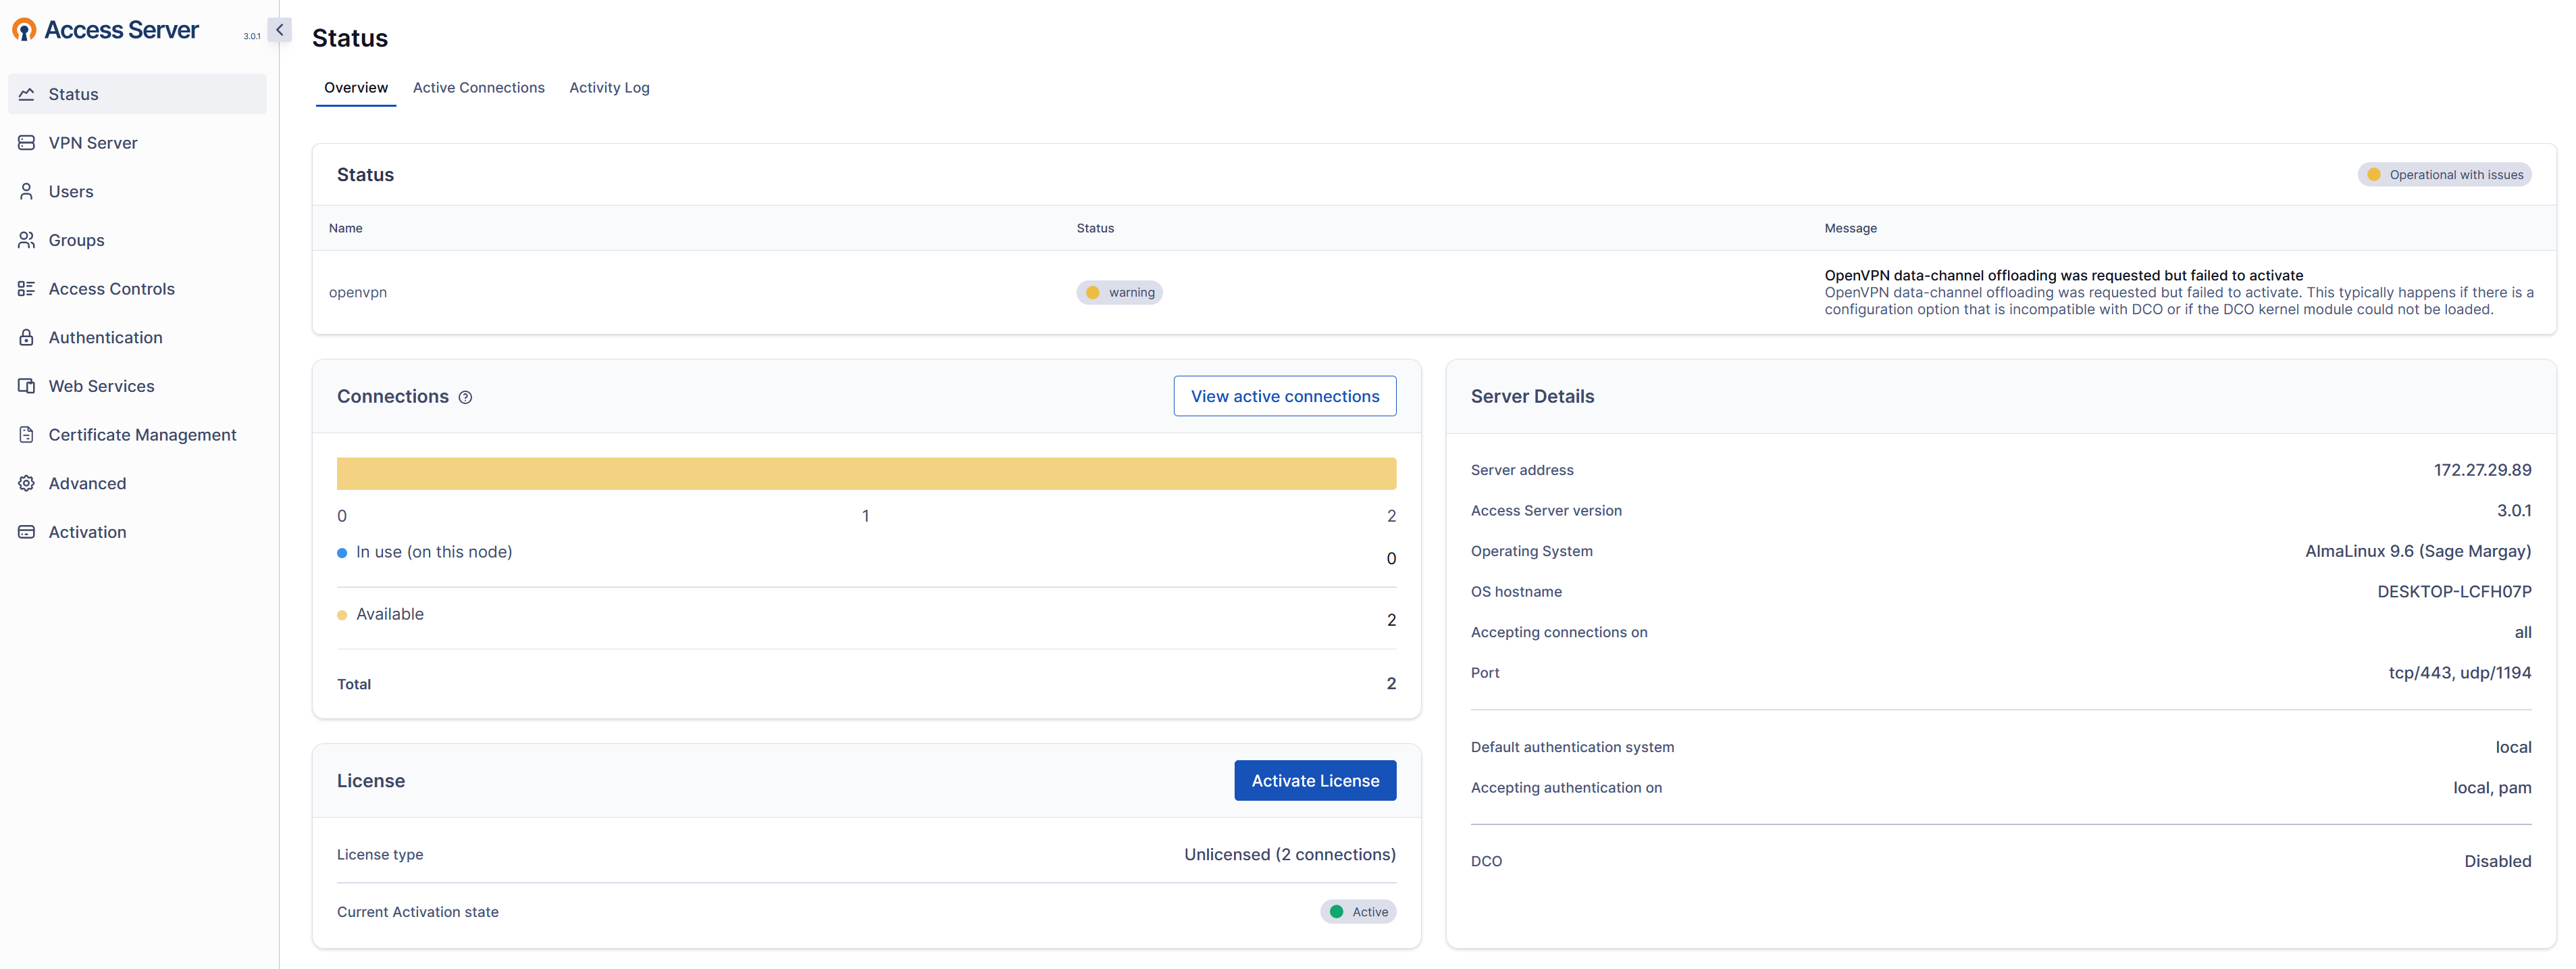 Access Server
3.0.1
Status
VPN Server
Users
Groups
Access Controls
Authentication
Web Services
Certificate Management
Advanced
Activation
Status
Overview
Active Connections
Activity Log
Status
Operational with issues
Name
Status
Message
openvpn
warning
OpenVPN data-channel offloading was requested but failed to activate
OpenVPN data-channel offloading was requested but failed to activate. This typically happens if there is a
configuration option that is incompatible with DCO or if the DCO kernel module could not be loaded.
Connections
View active connections
0
1
2
In use (on this node)
0
Available
2
Total
2
License
Activate License
License type
Unlicensed (2 connections)
Current Activation state
Active
Server Details
Server address
172.27.29.89
Access Server version
3.0.1
Operating System
AlmaLinux 9.6 (Sage Margay)
OS hostname
DESKTOP-LCFH07P
Accepting connections on
all
Port
tcp/443, udp/1194
Default authentication system
local
Accepting authentication on
local, pam
DCO
Disabled